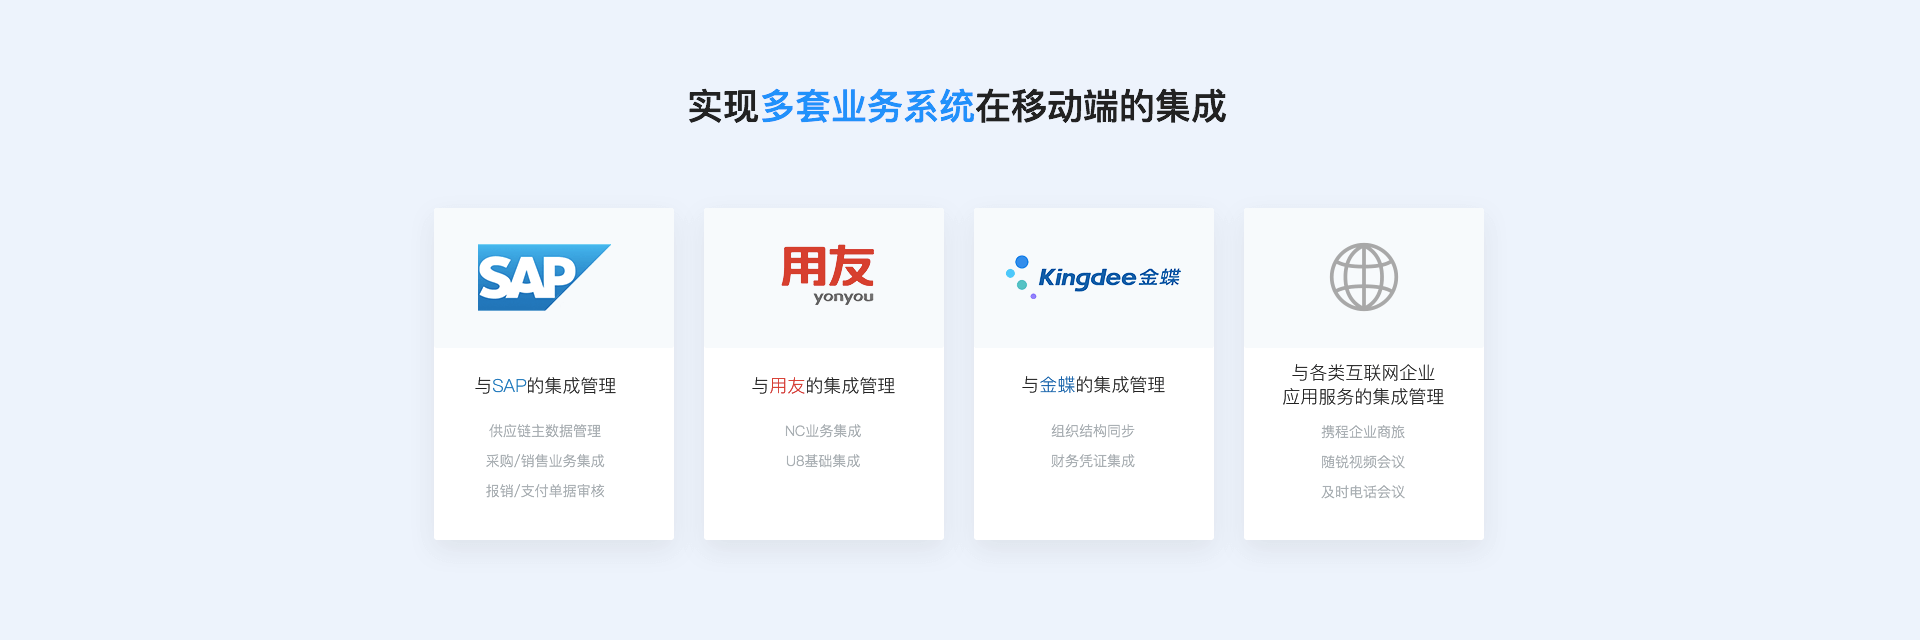 实现多套业务系统在移动端的集成
SAP
与SAP的集成管理
供应链主数据管理
采购/销售业务集成
报销/支付单据审核
用友
yonyou
与用友的集成管理
NC业务集成
U8基础集成
Kingdee金蝶
与金蝶的集成管理
组织结构同步
财务凭证集成
与各类互联网企业
应用服务的集成管理
携程企业商旅
随锐视频会议
及时电话会议